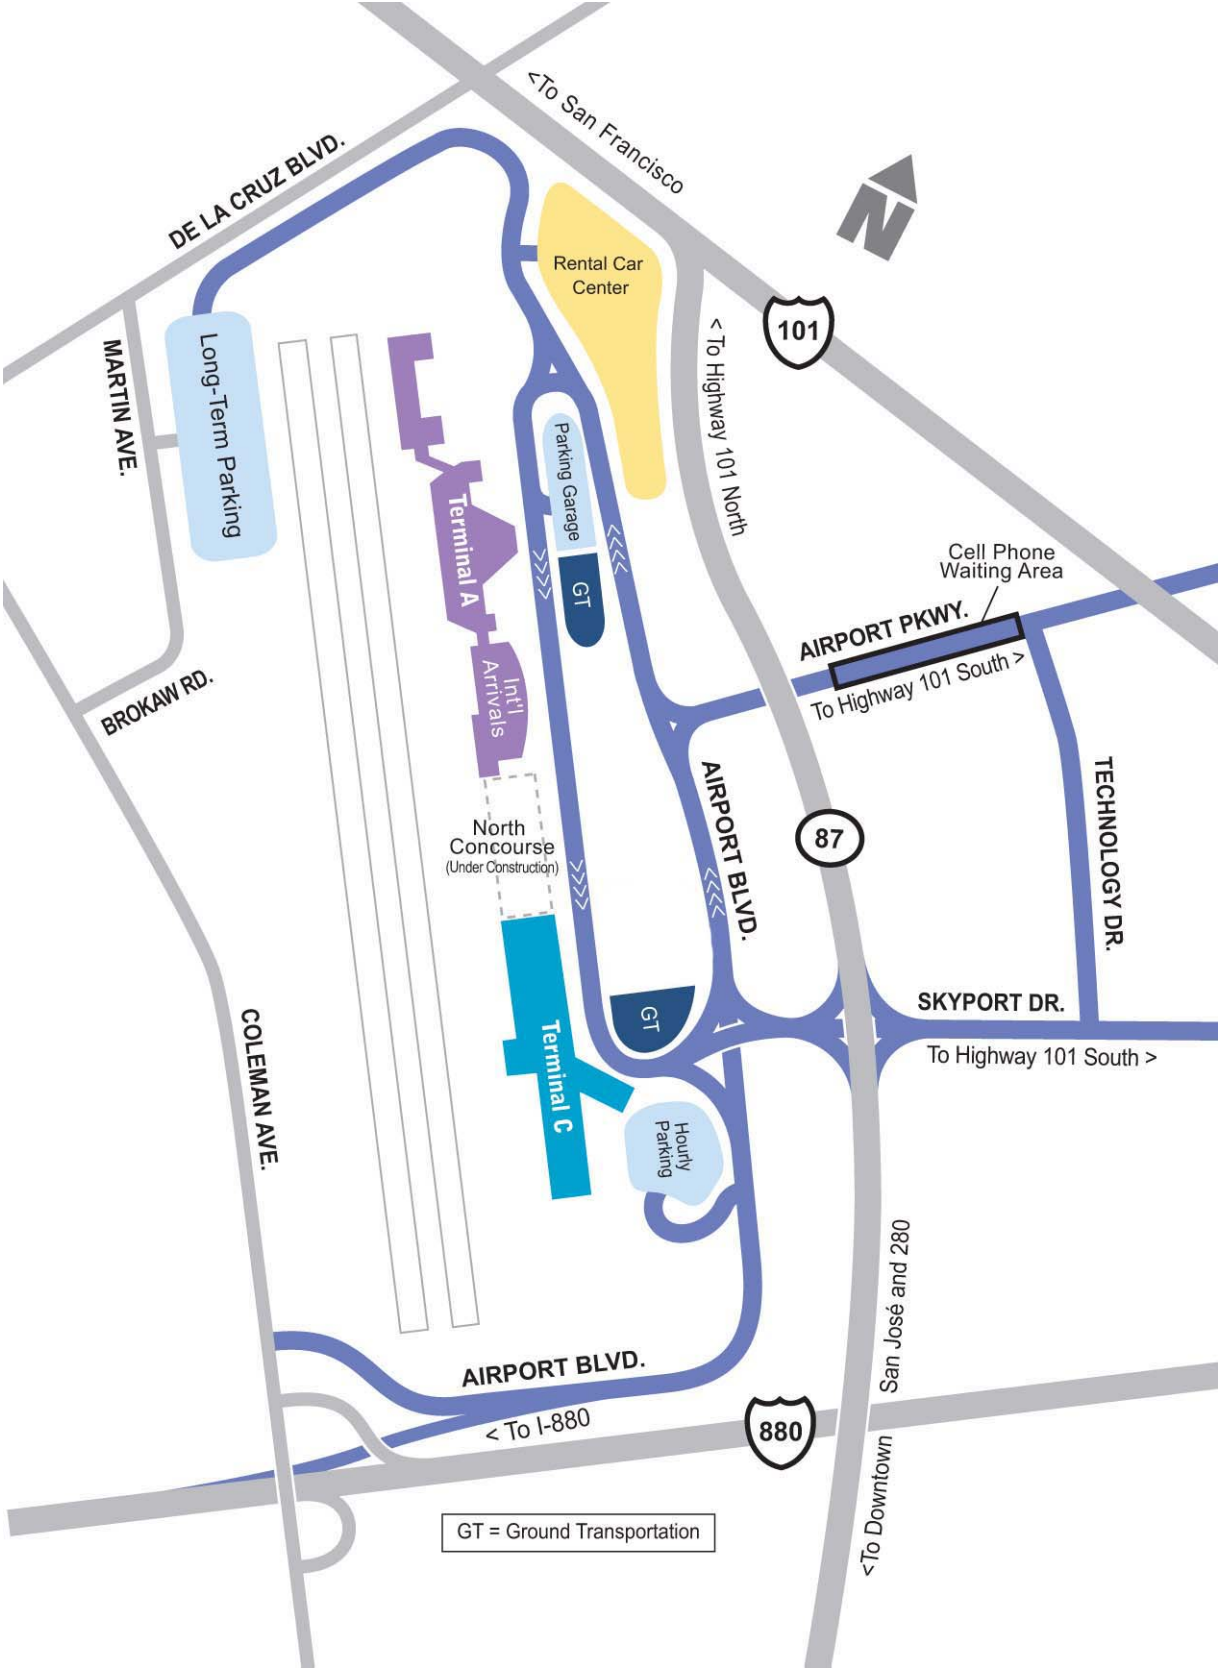 <To San Francisco
DE LA CRUZ BLVD.
N
Rental Car
Center
101
< To Highway 101 North
MARTIN AVE.
Long-Term Parking
Parking Garage
Terminal A
GT
Cell Phone
Waiting Area
AIRPORT PKWY.
To Highway 101 South >
BROKAW RD.
Int'l
Arrivals
>>>>
<<<<
AIRPORT BLVD.
TECHNOLOGY DR.
North
Concourse
(Under Construction)
87
>>>>
<<<<
SKYPORT DR.
To Highway 101 South >
GT
COLEMAN AVE.
Terminal C
Hourly
Parking
AIRPORT BLVD.
< To I-880
880
<To Downtown San José and 280
GT = Ground Transportation